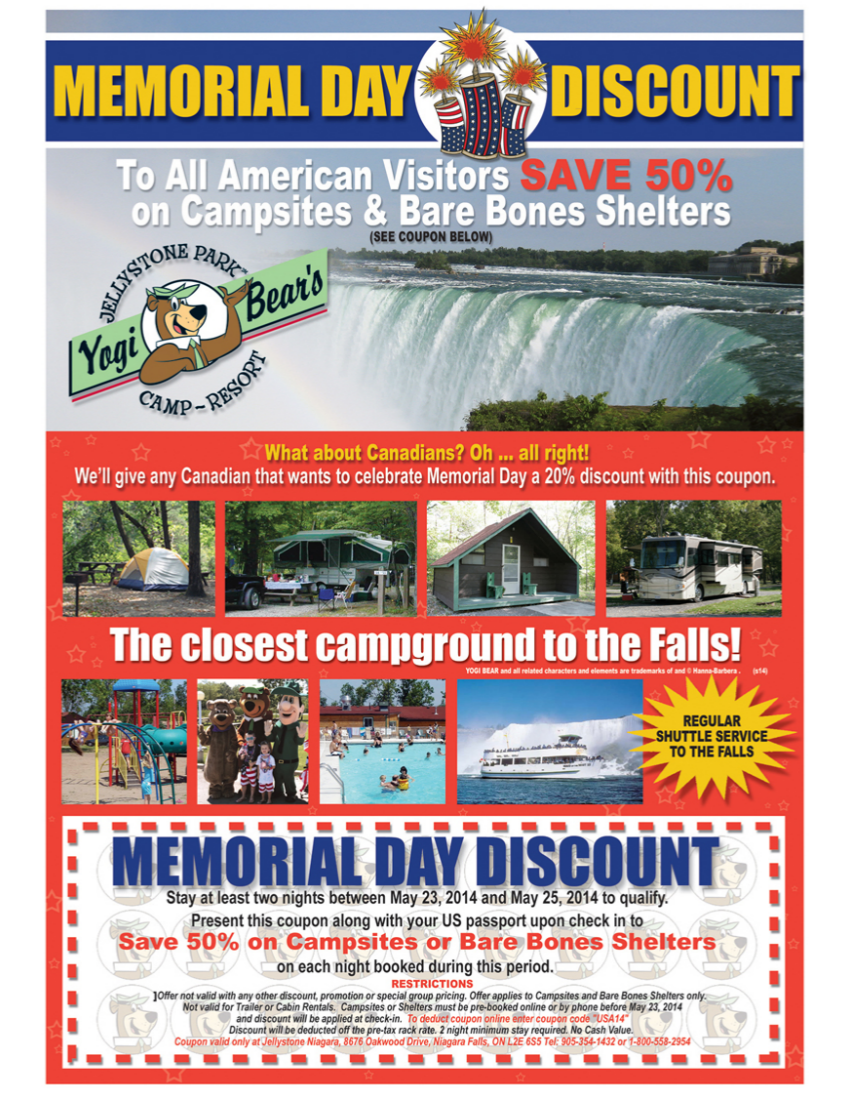 MEMORIAL DAY DISCOUNT
To All American Visitors SAVE 50%
on Campsites & Bare Bones Shelters
(SEE COUPON BELOW)
JELLYSTONE PARK™
Yogi Bear's
CAMP-RESORT
What about Canadians? Oh ... all right!
We'll give any Canadian that wants to celebrate Memorial Day a 20% discount with this coupon.
The closest campground to the Falls!
YOGI BEAR and all related characters and elements are trademarks of and © Hanna-Barbera . (s14)
REGULAR
SHUTTLE SERVICE
TO THE FALLS
MEMORIAL DAY DISCOUNT
Stay at least two nights between May 23, 2014 and May 25, 2014 to qualify.
Present this coupon along with your US passport upon check in to
Save 50% on Campsites or Bare Bones Shelters
on each night booked during this period.
RESTRICTIONS
]Offer not valid with any other discount, promotion or special group pricing. Offer applies to Campsites and Bare Bones Shelters only.
Not valid for Trailer or Cabin Rentals. Campsites or Shelters must be pre-booked online or by phone before May 23, 2014
and discount will be applied at check-in. To deduct coupon online enter coupon code "USA14"
Discount will be deducted off the pre-tax rack rate. 2 night minimum stay required. No Cash Value.
Coupon valid only at Jellystone Niagara, 8676 Oakwood Drive, Niagara Falls, ON L2E 6S5 Tel: 905-354-1432 or 1-800-558-2954